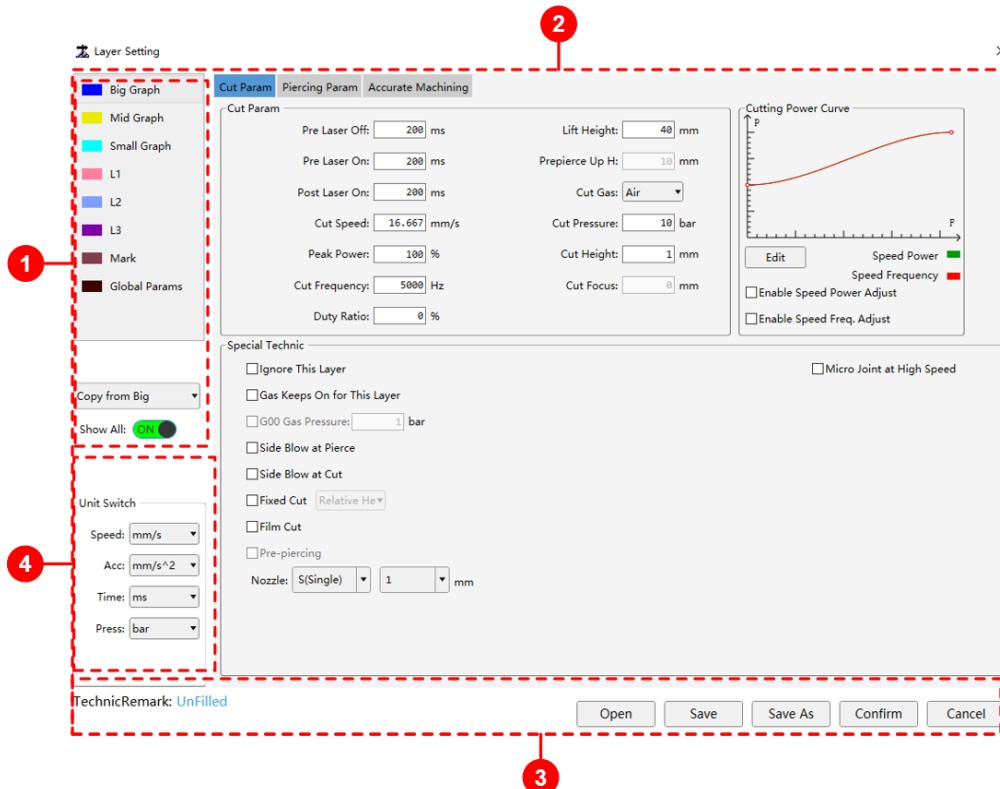 2
Layer Setting
Big Graph
Mid Graph
Small Graph
L1
L2
L3
Mark
Global Params
1
Copy from Big
Show All: ON
Unit Switch
Speed: mm/s
Acc: mm/s^2
Time: ms
Press: bar
4
Cut Param Piercing Param Accurate Machining
Cut Param
Pre Laser Off: 200 ms
Pre Laser On: 200 ms
Post Laser On: 200 ms
Cut Speed: 16.667 mm/s
Peak Power: 100 %
Cut Frequency: 5000 Hz
Duty Ratio: 0 %
Lift Height: 40 mm
Prepierce Up H: 10 mm
Cut Gas: Air
Cut Pressure: 10 bar
Cut Height: 1 mm
Cut Focus: 0 mm
Cutting Power Curve
P
P
Edit
Speed Power
Speed Frequency
Enable Speed Power Adjust
Enable Speed Freq. Adjust
Special Technic
Ignore This Layer
Micro Joint at High Speed
Gas Keeps On for This Layer
G00 Gas Pressure: 1 bar
Side Blow at Pierce
Side Blow at Cut
Fixed Cut Relative He
Film Cut
Pre-piercing
Nozzle: S(Single) 1 mm
TechnicRemark: UnFilled
Open Save Save As Confirm Cancel
3